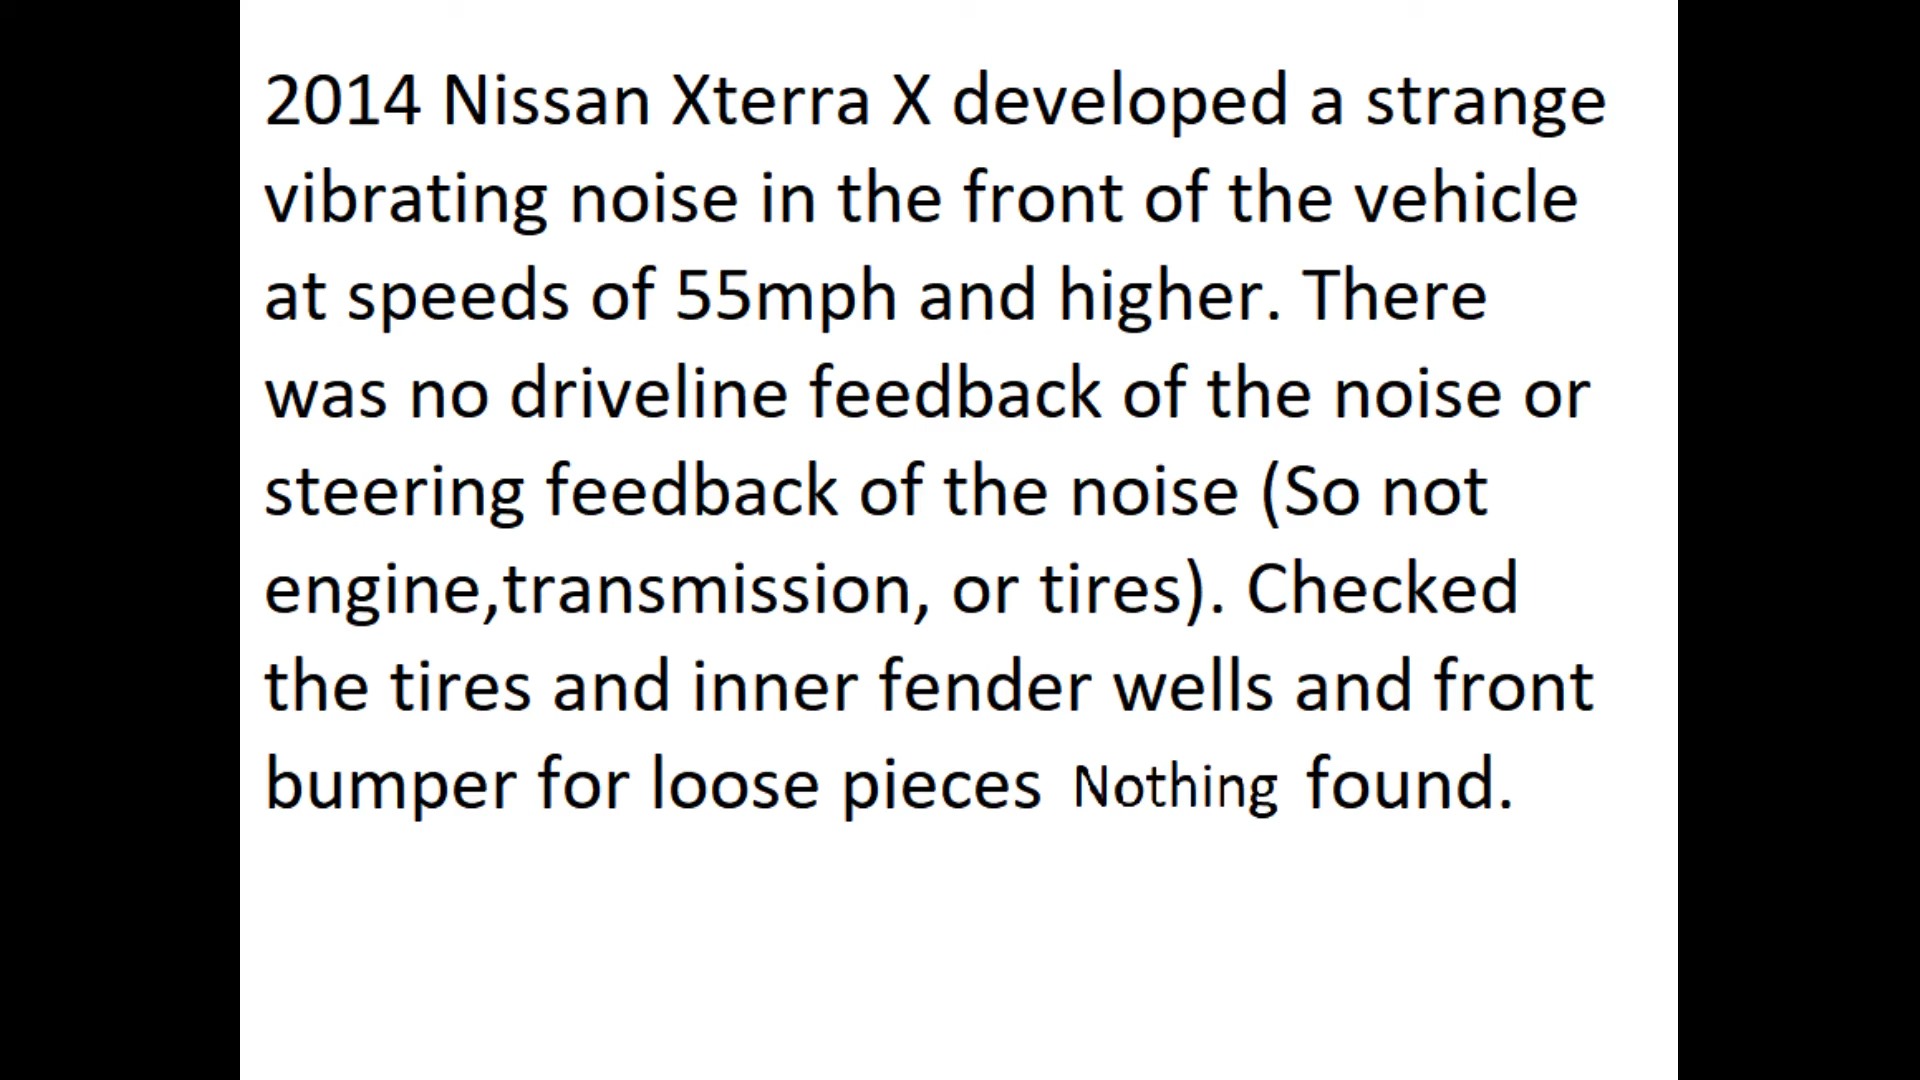 2014 Nissan Xterra X developed a strange
vibrating noise in the front of the vehicle
at speeds of 55mph and higher. There
was no driveline feedback of the noise or
steering feedback of the noise (So not
engine,transmission, or tires). Checked
the tires and inner fender wells and front
bumper for loose pieces Nothing found.